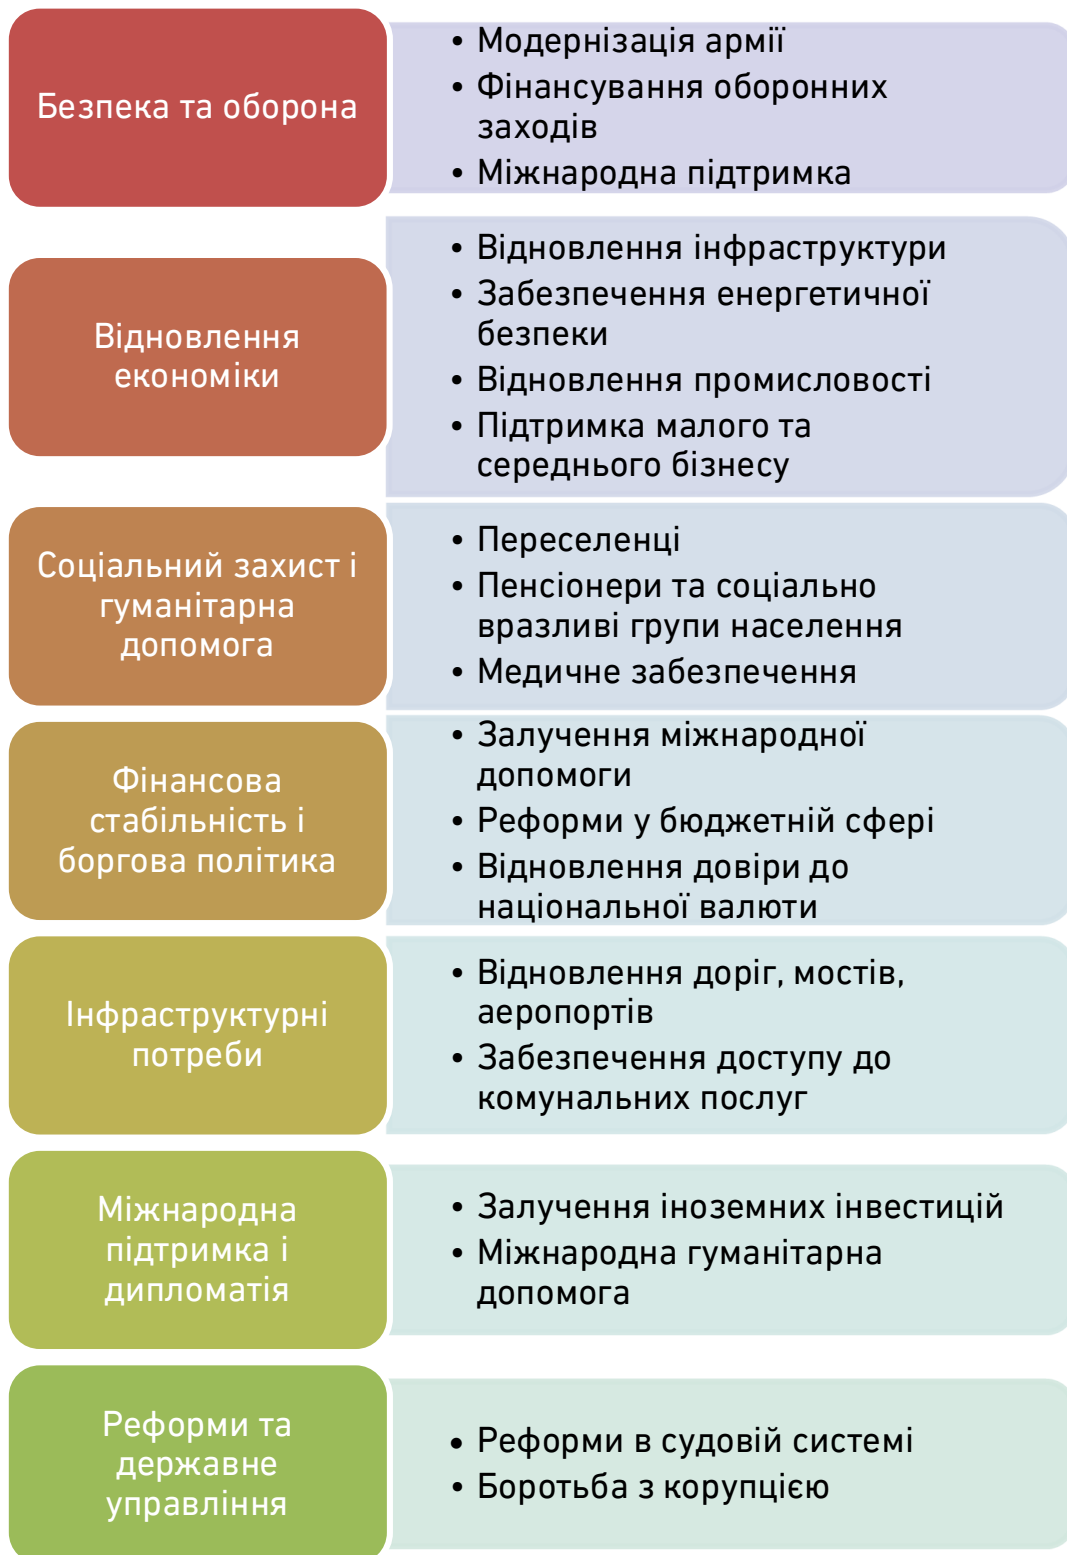 Безпека та оборона
• Модернізація армії
• Фінансування оборонних
заходів
• Міжнародна підтримка
Відновлення
економіки
• Відновлення інфраструктури
• Забезпечення енергетичної
безпеки
• Відновлення промисловості
• Підтримка малого та
середнього бізнесу
Соціальний захист і
гуманітарна
допомога
• Переселенці
• Пенсіонери та соціально
вразливі групи населення
• Медичне забезпечення
Фінансова
стабільність і
боргова політика
• Залучення міжнародної
допомоги
• Реформи у бюджетній сфері
• Відновлення довіри до
національної валюти
Інфраструктурні
потреби
• Відновлення доріг, мостів,
аеропортів
• Забезпечення доступу до
комунальних послуг
Міжнародна
підтримка і
дипломатія
• Залучення іноземних інвестицій
• Міжнародна гуманітарна
допомога
Реформи та
державне
управління
• Реформи в судовій системі
• Боротьба з корупцією